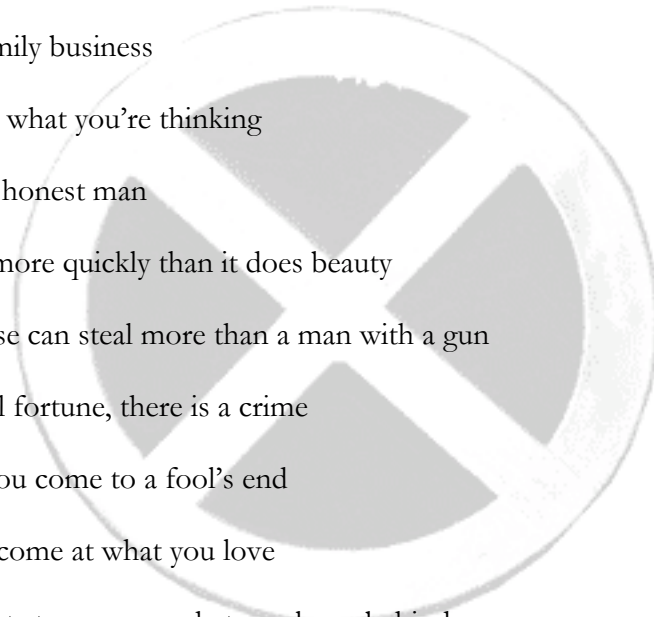 mily business
what you’re thinking
honest man
more quickly than it does beauty
se can steal more than a man with a gun
l fortune, there is a crime
ou come to a fool’s end
come at what you love